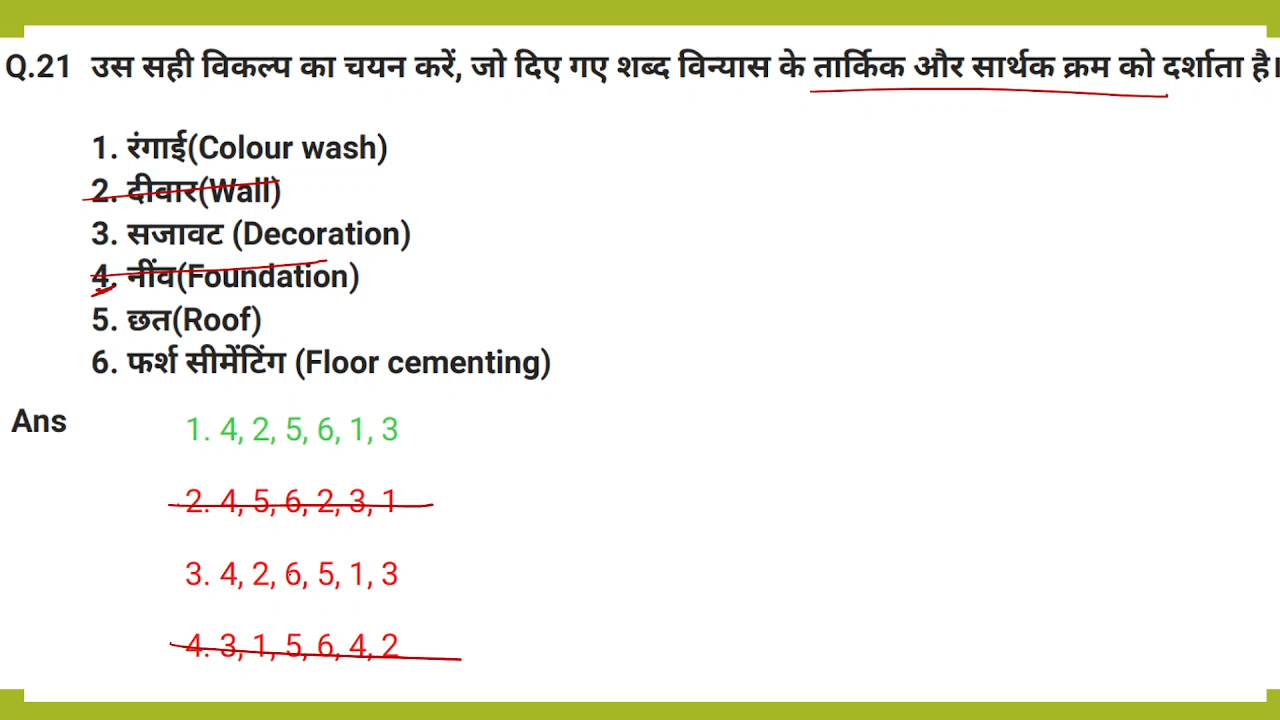 Q.21 उस सही विकल्प का चयन करें, जो दिए गए शब्द विन्यास के तार्किक और सार्थक क्रम को दर्शाता है।
1. रंगाई(Colour wash)
2. दीवार(Wall)
3. सजावट (Decoration)
4. नींव(Foundation)
5. छत(Roof)
6. फर्श सीमेंटिंग (Floor cementing)
Ans
1. 4, 2, 5, 6, 1, 3
2. 4, 5, 6, 2, 3, 1
3. 4, 2, 6, 5, 1, 3
4. 3, 1, 5, 6, 4, 2